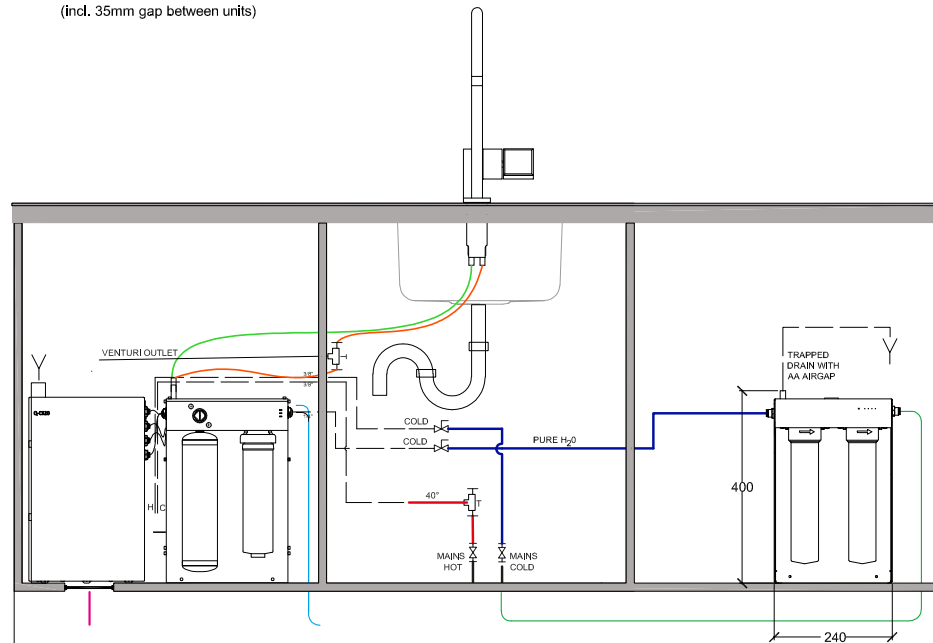 (incl. 35mm gap between units)
VENTURI OUTLET
3/8"
3/8"
TRAPPED
DRAIN WITH
AA AIRGAP
COLD
COLD
PURE H20
400
H
C
40°
T
MAINS
HOT
MAINS
COLD
240